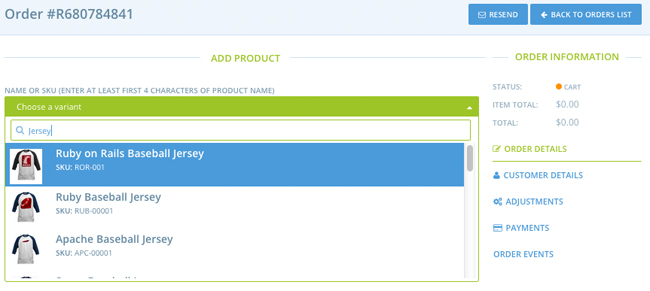 Order #R680784841
RESEND
BACK TO ORDERS LIST
ADD PRODUCT
NAME OR SKU (ENTER AT LEAST FIRST 4 CHARACTERS OF PRODUCT NAME)
Choose a variant
Jersey
Ruby on Rails Baseball Jersey
SKU: ROR-001
Ruby Baseball Jersey
SKU: RUB-00001
Apache Baseball Jersey
SKU: APC-00001
ORDER INFORMATION
STATUS: CART
ITEM TOTAL: $0.00
TOTAL: $0.00
ORDER DETAILS
CUSTOMER DETAILS
ADJUSTMENTS
PAYMENTS
ORDER EVENTS